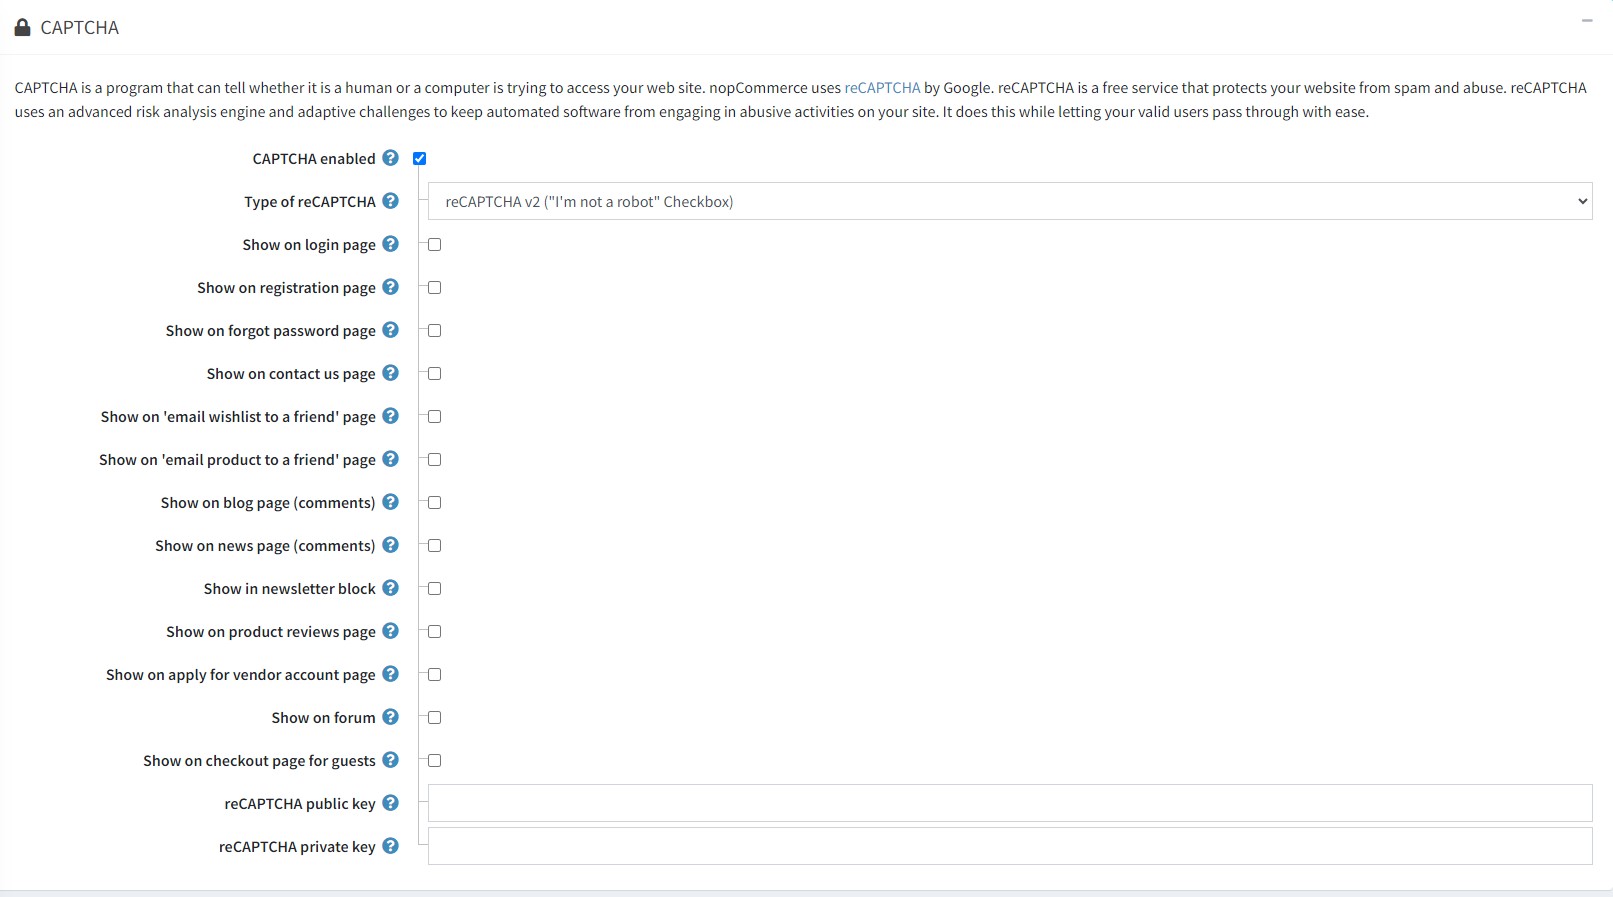 CAPTCHA
CAPTCHA is a program that can tell whether it is a human or a computer is trying to access your web site. nopCommerce uses reCAPTCHA by Google. reCAPTCHA is a free service that protects your website from spam and abuse. reCAPTCHA
uses an advanced risk analysis engine and adaptive challenges to keep automated software from engaging in abusive activities on your site. It does this while letting your valid users pass through with ease.
CAPTCHA enabled
Type of reCAPTCHA reCAPTCHA v2 ("I'm not a robot" Checkbox)
Show on login page
Show on registration page
Show on forgot password page
Show on contact us page
Show on 'email wishlist to a friend' page
Show on 'email product to a friend' page
Show on blog page (comments)
Show on news page (comments)
Show in newsletter block
Show on product reviews page
Show on apply for vendor account page
Show on forum
Show on checkout page for guests
reCAPTCHA public key
reCAPTCHA private key